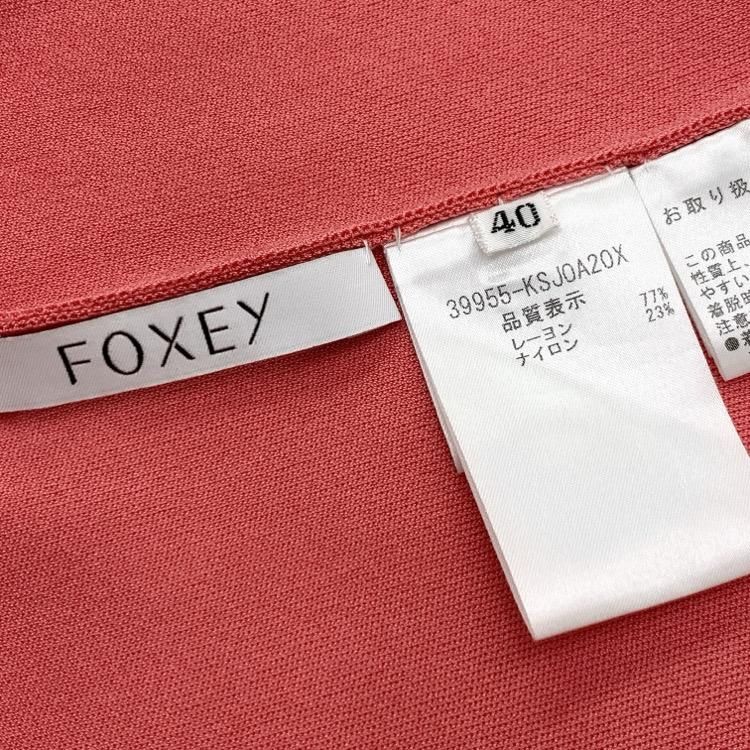 FOXEY
40
39955-KSJ0A20X
品質表示
レーヨン 77%
ナイロン 23%
お取り扱
この商品
性質上、
やすい
着脱時
注意